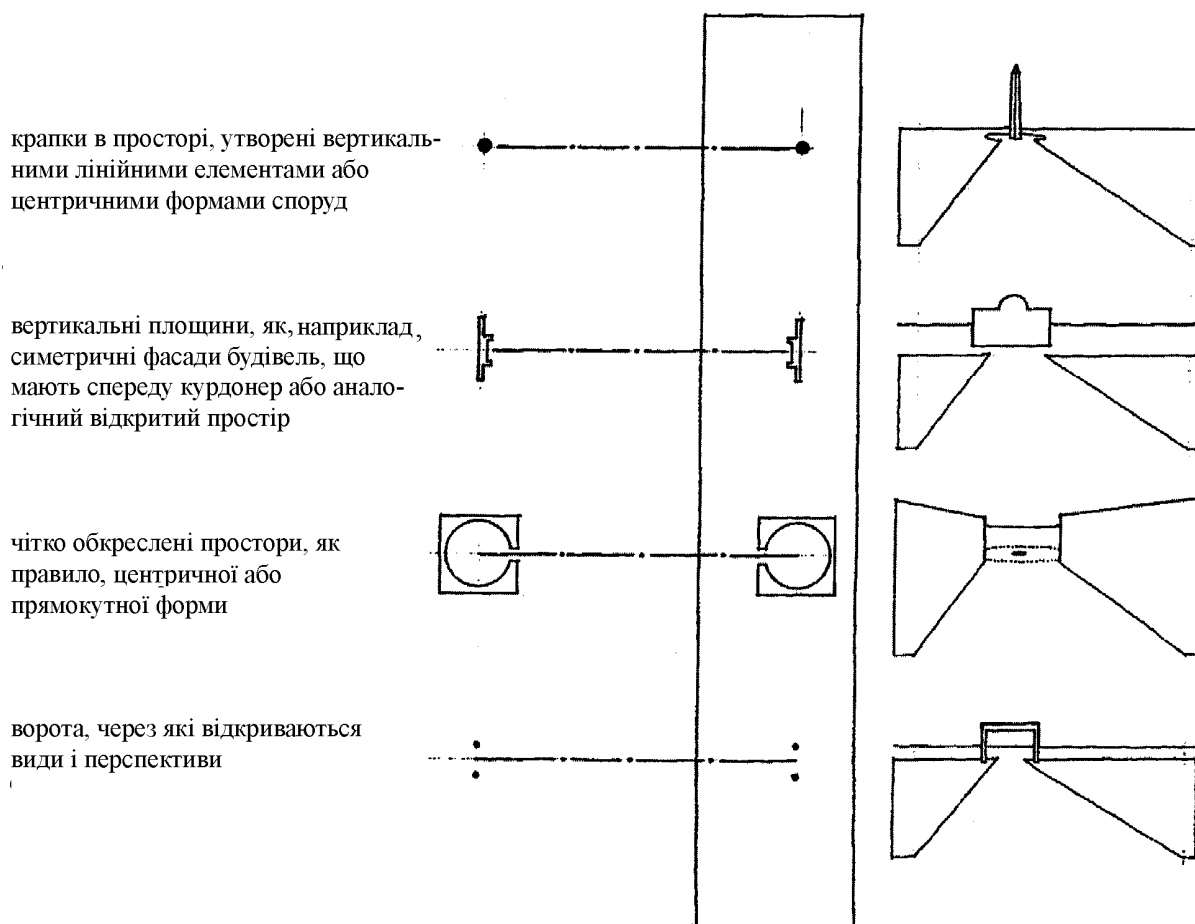 крапки в просторі, утворені вертикаль-
ними лінійними елементами або
центричними формами споруд
вертикальні площини, як, наприклад,
симетричні фасади будівель, що
мають спереду курдонер або анало-
гічний відкритий простір
чітко обкреслені простори, як
правило, центричної або
прямокутної форми
ворота, через які відкриваються
види і перспективи